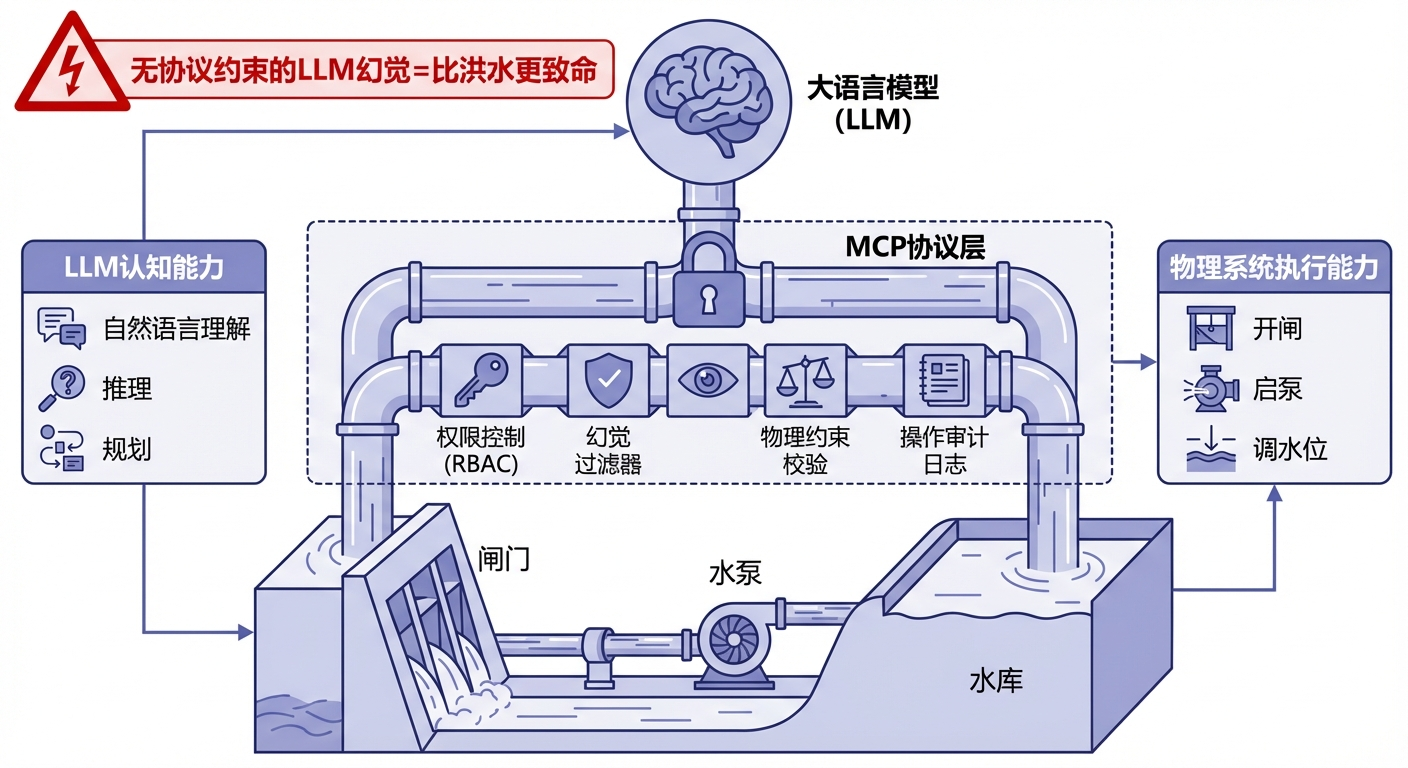 无协议约束的LLM幻觉=比洪水更致命
大语言模型
(LLM)
MCP协议层
LLM认知能力
自然语言理解
推理
规划
权限控制
(RBAC)
幻觉
过滤器
物理约束
校验
操作审计
日志
物理系统执行能力
开闸
启泵
调水位
闸门
水泵
水库